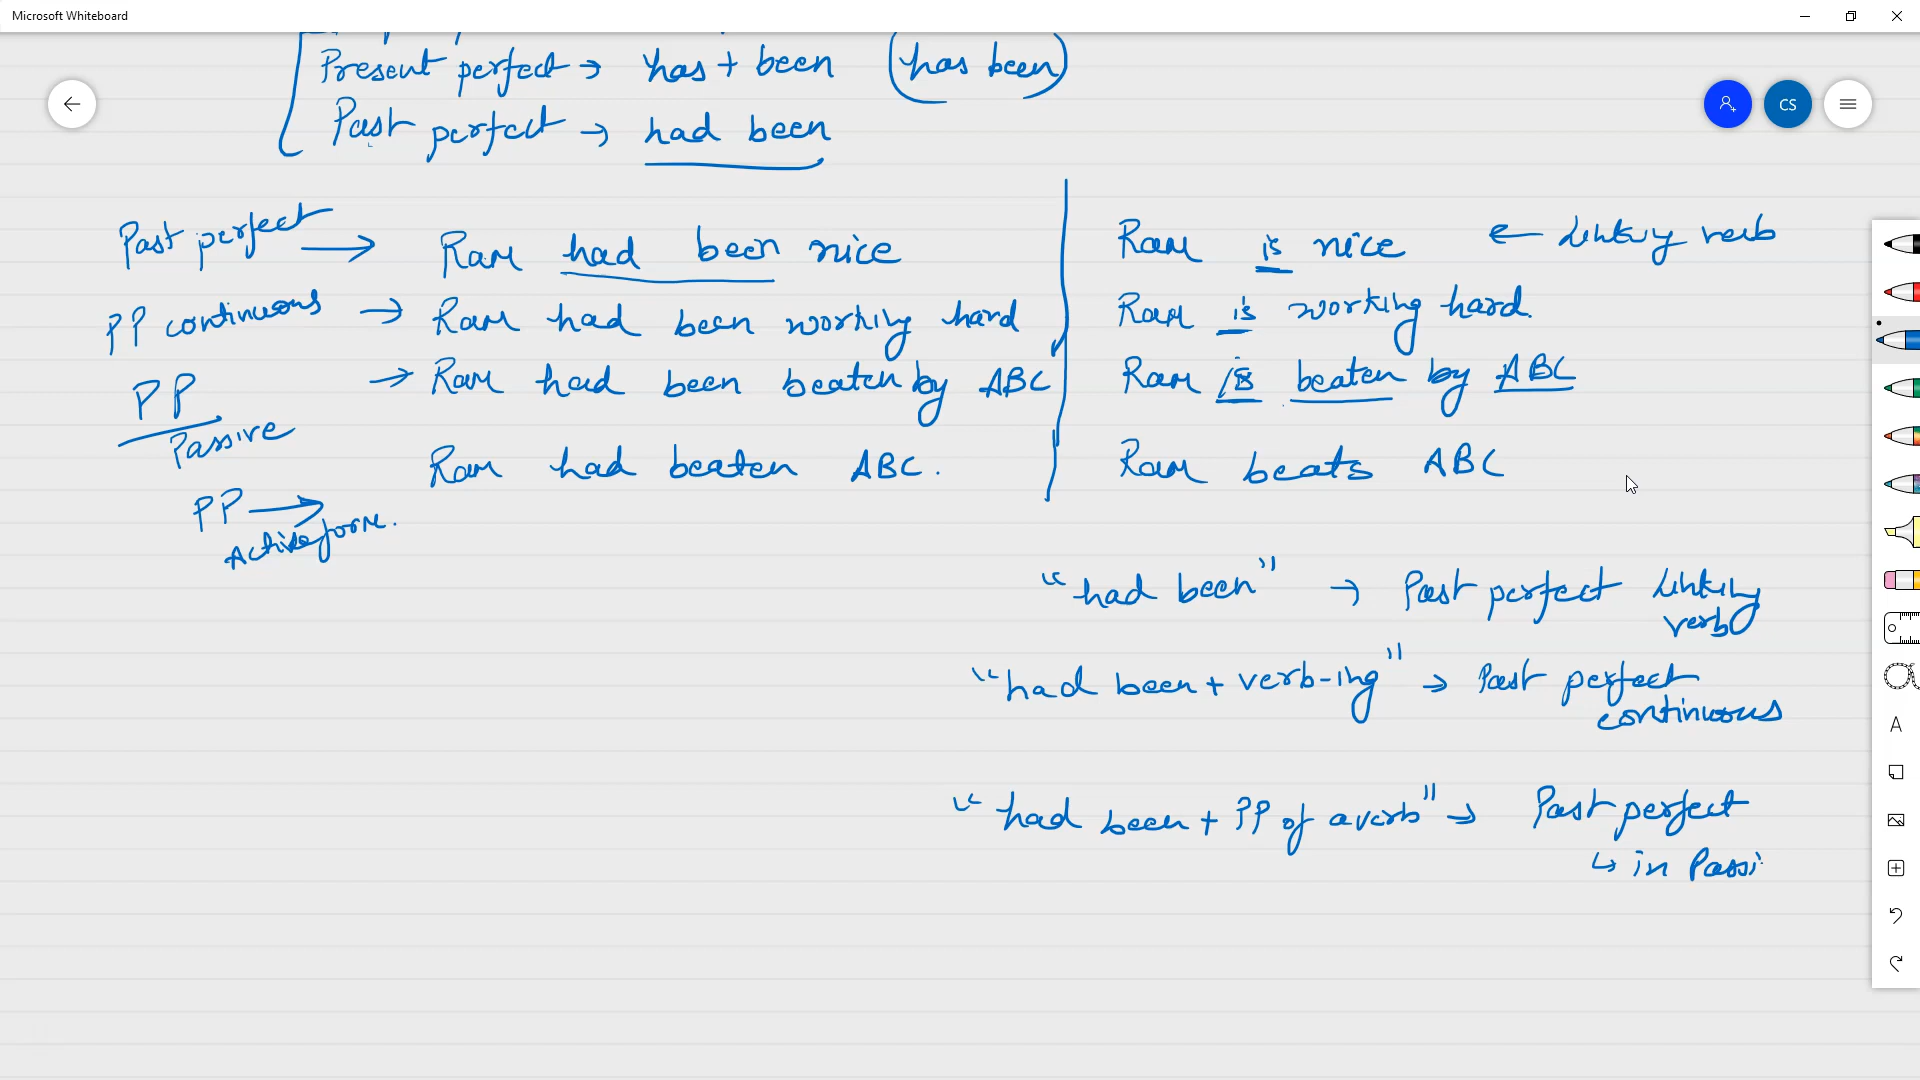 Microsoft Whiteboard
Present perfect → has + been (has been)
Past perfect → had been
CS
Past perfect → Ram had been nice
PP continuous → Ram had been working hard
PP Passive → Ram had been beaten by ABC
Ram had beaten ABC.
PP → Active form.
Ram is nice ← Linking verb
Ram is working hard.
Ram is beaten by ABC
Ram beats ABC
"had been" → Past perfect Linking
verb
"had been + verb-ing" → Past perfect
continuous
"had been + PP of a verb" → Past perfect
↳ in Passi
A